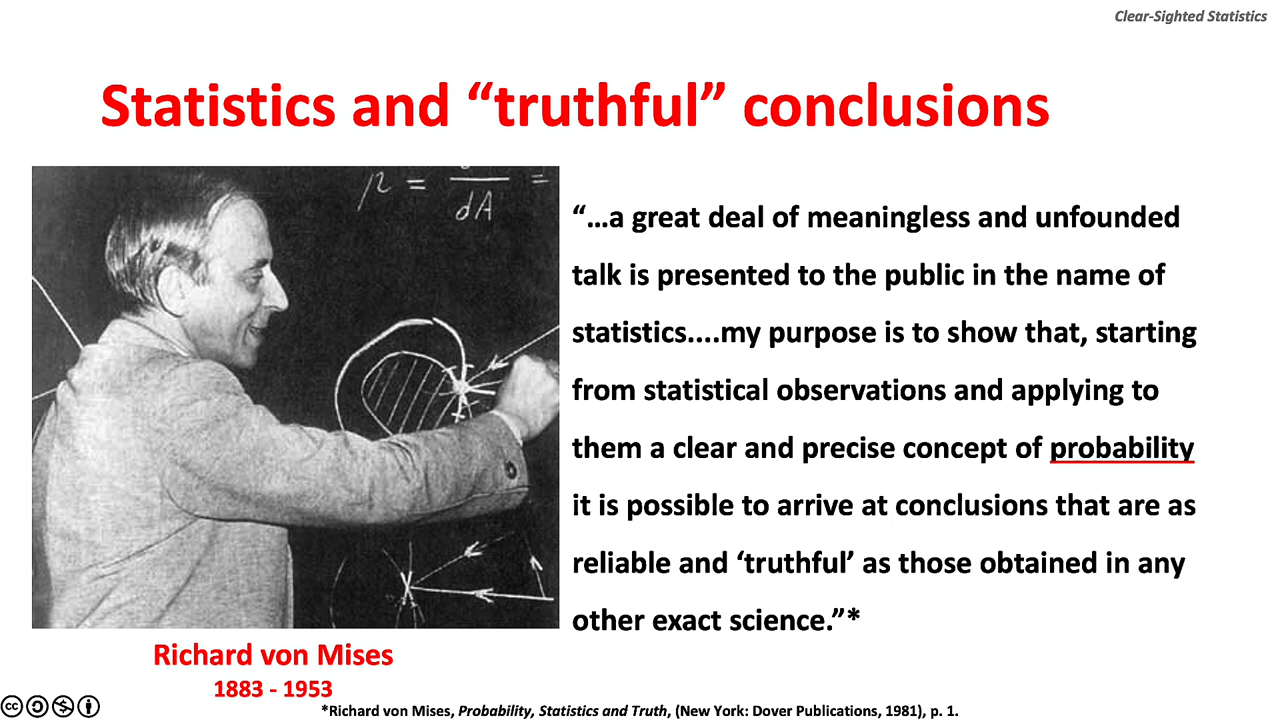 Clear-Sighted Statistics
Statistics and “truthful” conclusions
μ = =
dA
“…a great deal of meaningless and unfounded
talk is presented to the public in the name of
statistics....my purpose is to show that, starting
from statistical observations and applying to
them a clear and precise concept of probability
it is possible to arrive at conclusions that are as
reliable and ‘truthful’ as those obtained in any
other exact science.”*
Richard von Mises
1883 - 1953
cc
*Richard von Mises, Probability, Statistics and Truth, (New York: Dover Publications, 1981), p. 1.